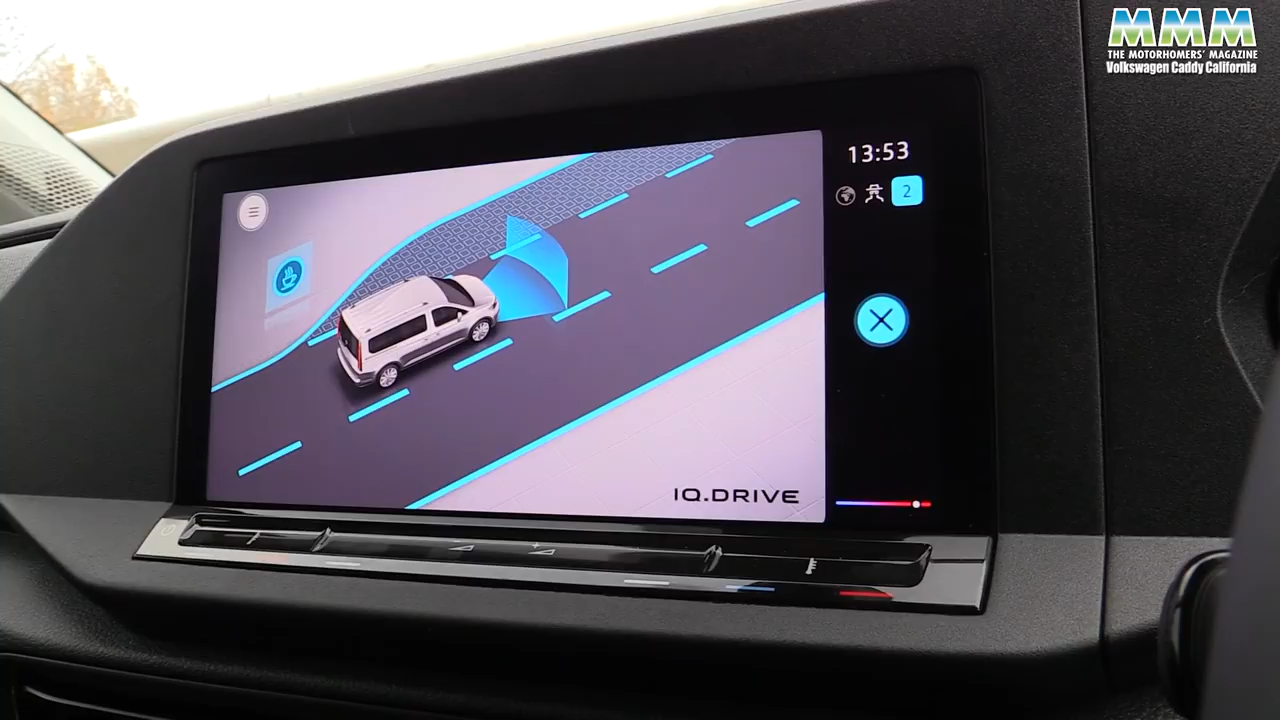 MMM
THE MOTORHOMERS' MAGAZINE
Volkswagen Caddy California
13:53
2
IQ.DRIVE